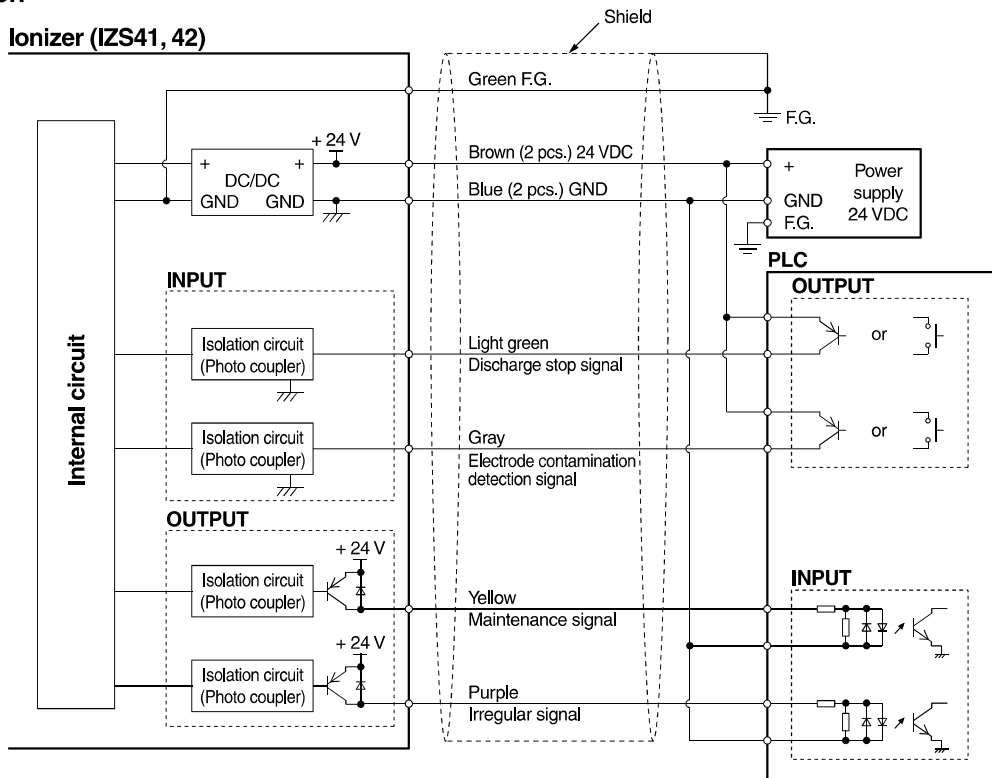 Ionizer (IZS41, 42)
Shield
Green F.G.
F.G.
+ 24 V
Brown (2 pcs.) 24 VDC
+ +
DC/DC
GND GND
Blue (2 pcs.) GND
+
Power
supply
24 VDC
GND
F.G.
PLC
INPUT
OUTPUT
Isolation circuit
(Photo coupler)
Light green
Discharge stop signal
or
Internal circuit
Isolation circuit
(Photo coupler)
Gray
Electrode contamination
detection signal
or
OUTPUT
+ 24 V
Isolation circuit
(Photo coupler)
Yellow
Maintenance signal
INPUT
+ 24 V
Isolation circuit
(Photo coupler)
Purple
Irregular signal